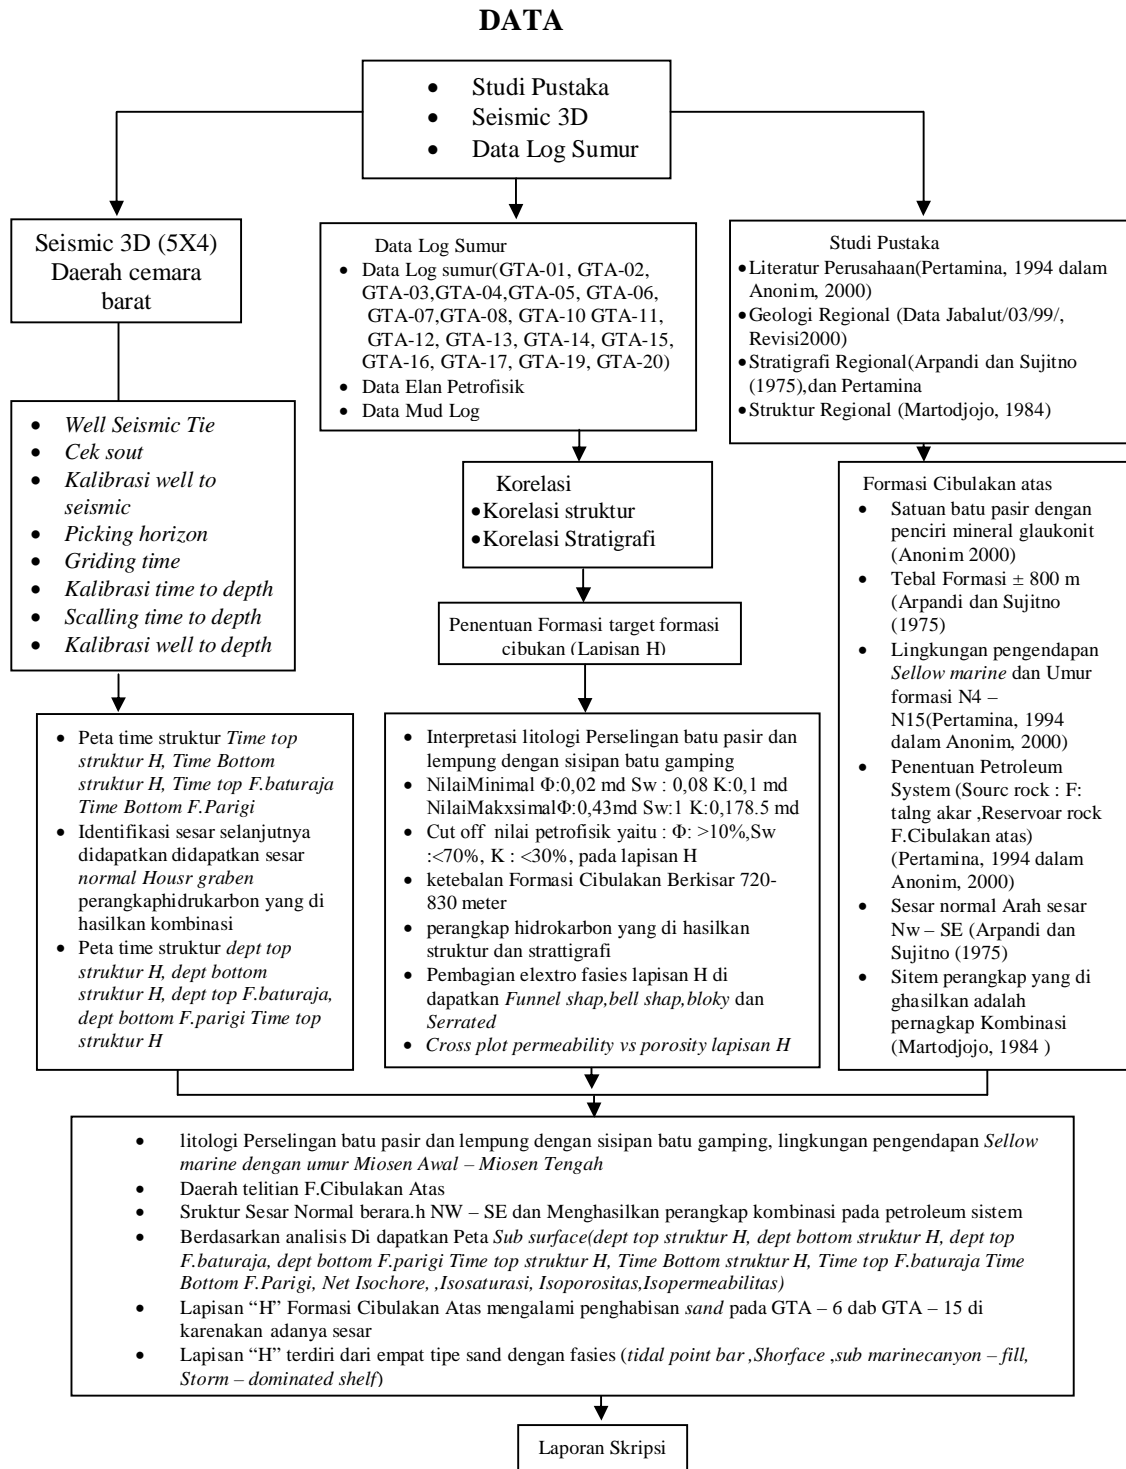 DATA
• Studi Pustaka
• Seismic 3D
• Data Log Sumur
Seismic 3D (5X4)
Daerah cemara
barat
Data Log Sumur
• Data Log sumur(GTA-01, GTA-02,
GTA-03,GTA-04,GTA-05, GTA-06,
GTA-07,GTA-08, GTA-10 GTA-11,
GTA-12, GTA-13, GTA-14, GTA-15,
GTA-16, GTA-17, GTA-19, GTA-20)
• Data Elan Petrofisik
• Data Mud Log
Studi Pustaka
•Literatur Perusahaan(Pertamina, 1994 dalam
Anonim, 2000)
•Geologi Regional (Data Jabalut/03/99/,
Revisi2000)
•Stratigrafi Regional(Arpandi dan Sujitno
(1975),dan Pertamina
•Struktur Regional (Martodjojo, 1984)
• Well Seismic Tie
• Cek sout
• Kalibrasi well to
seismic
• Picking horizon
• Griding time
• Kalibrasi time to depth
• Scalling time to depth
• Kalibrasi well to depth
Korelasi
•Korelasi struktur
•Korelasi Stratigrafi
Penentuan Formasi target formasi
cibukan (Lapisan H)
Formasi Cibulakan atas
• Satuan batu pasir dengan
penciri mineral glaukonit
(Anonim 2000)
• Tebal Formasi ± 800 m
(Arpandi dan Sujitno
(1975)
• Lingkungan pengendapan
Sellow marine dan Umur
formasi N4 –
N15(Pertamina, 1994
dalam Anonim, 2000)
• Penentuan Petroleum
System (Sourc rock : F:
talng akar ,Reservoar rock
F.Cibulakan atas)
(Pertamina, 1994 dalam
Anonim, 2000)
• Sesar normal Arah sesar
Nw – SE (Arpandi dan
Sujitno (1975)
• Sitem perangkap yang di
ghasilkan adalah
pernagkap Kombinasi
(Martodjojo, 1984 )
• Peta time struktur Time top
struktur H, Time Bottom
struktur H, Time top F.baturaja
Time Bottom F.Parigi
• Identifikasi sesar selanjutnya
didapatkan didapatkan sesar
normal Housr graben
perangkaphidrukarbon yang di
hasilkan kombinasi
• Peta time struktur dept top
struktur H, dept bottom
struktur H, dept top F.baturaja,
dept bottom F.parigi Time top
struktur H
• Interpretasi litologi Perselingan batu pasir dan
lempung dengan sisipan batu gamping
• NilaiMinimal Φ:0,02 md Sw : 0,08 K:0,1 md
NilaiMakxsimalΦ:0,43md Sw:1 K:0,178.5 md
• Cut off nilai petrofisik yaitu : Φ: >10%,Sw
:<70%, K : <30%, pada lapisan H
• ketebalan Formasi Cibulakan Berkisar 720-
830 meter
• perangkap hidrokarbon yang di hasilkan
struktur dan strattigrafi
• Pembagian elextro fasies lapisan H di
dapatkan Funnel shap,bell shap,bloky dan
Serrated
• Cross plot permeability vs porosity lapisan H
• litologi Perselingan batu pasir dan lempung dengan sisipan batu gamping, lingkungan pengendapan Sellow
marine dengan umur Miosen Awal – Miosen Tengah
• Daerah telitian F.Cibulakan Atas
• Sruktur Sesar Normal berara.h NW – SE dan Menghasilkan perangkap kombinasi pada petroleum sistem
• Berdasarkan analisis Di dapatkan Peta Sub surface(dept top struktur H, dept bottom struktur H, dept top
F.baturaja, dept bottom F.parigi Time top struktur H, Time Bottom struktur H, Time top F.baturaja Time
Bottom F.Parigi, Net Isochore, ,Isosaturasi, Isoporositas,Isopermeabilitas)
• Lapisan “H” Formasi Cibulakan Atas mengalami penghabisan sand pada GTA – 6 dab GTA – 15 di
karenakan adanya sesar
• Lapisan “H” terdiri dari empat tipe sand dengan fasies (tidal point bar ,Shorface ,sub marinecanyon – fill,
Storm – dominated shelf)
Laporan Skripsi